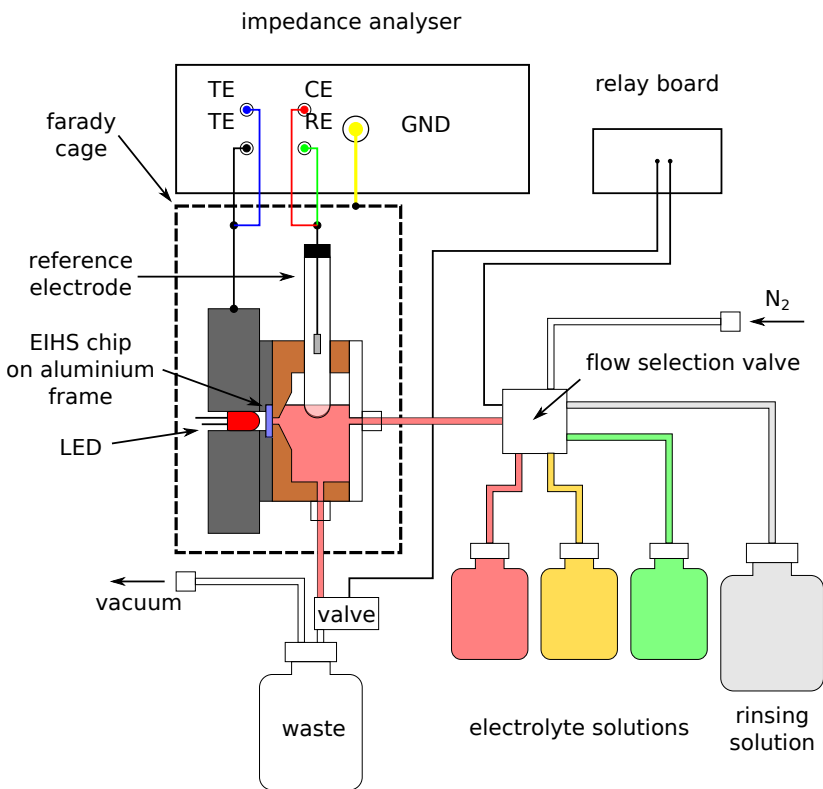 impedance analyser
TE
CE
TE
RE
GND
relay board
farady
cage
reference
electrode
N2
EIHS chip
on aluminium
frame
flow selection valve
LED
vacuum
valve
waste
electrolyte solutions
rinsing
solution